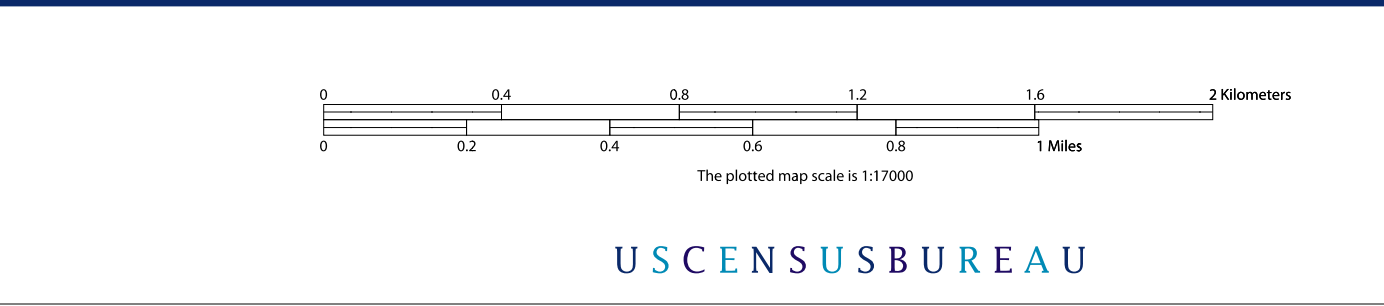 0 0.4 0.8 1.2 1.6 2 Kilometers
0 0.2 0.4 0.6 0.8 1 Miles
The plotted map scale is 1:17000
USCENSUSBUREAU